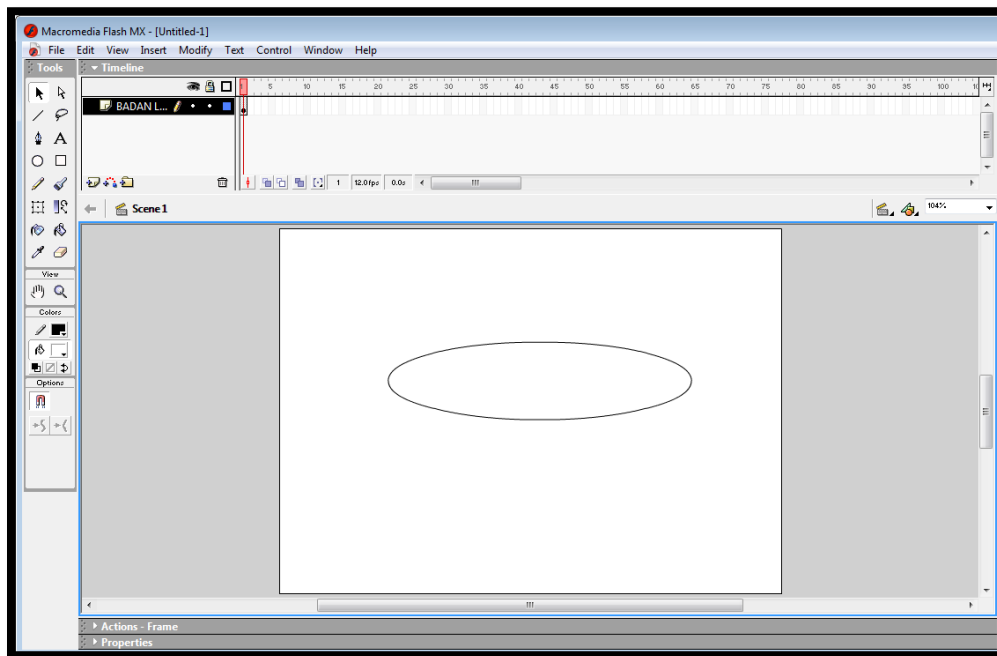 Macromedia Flash MX - [Untitled-1]
File Edit View Insert Modify Text Control Window Help
Tools
Timeline
1 5 10 15 20 25 30 35 40 45 50 55 60 65 70 75 80 85 90 95 100
BADAN L...
1 12.0fps 0.0s
Scene 1
104%
View
Colors
Options
Actions - Frame
Properties